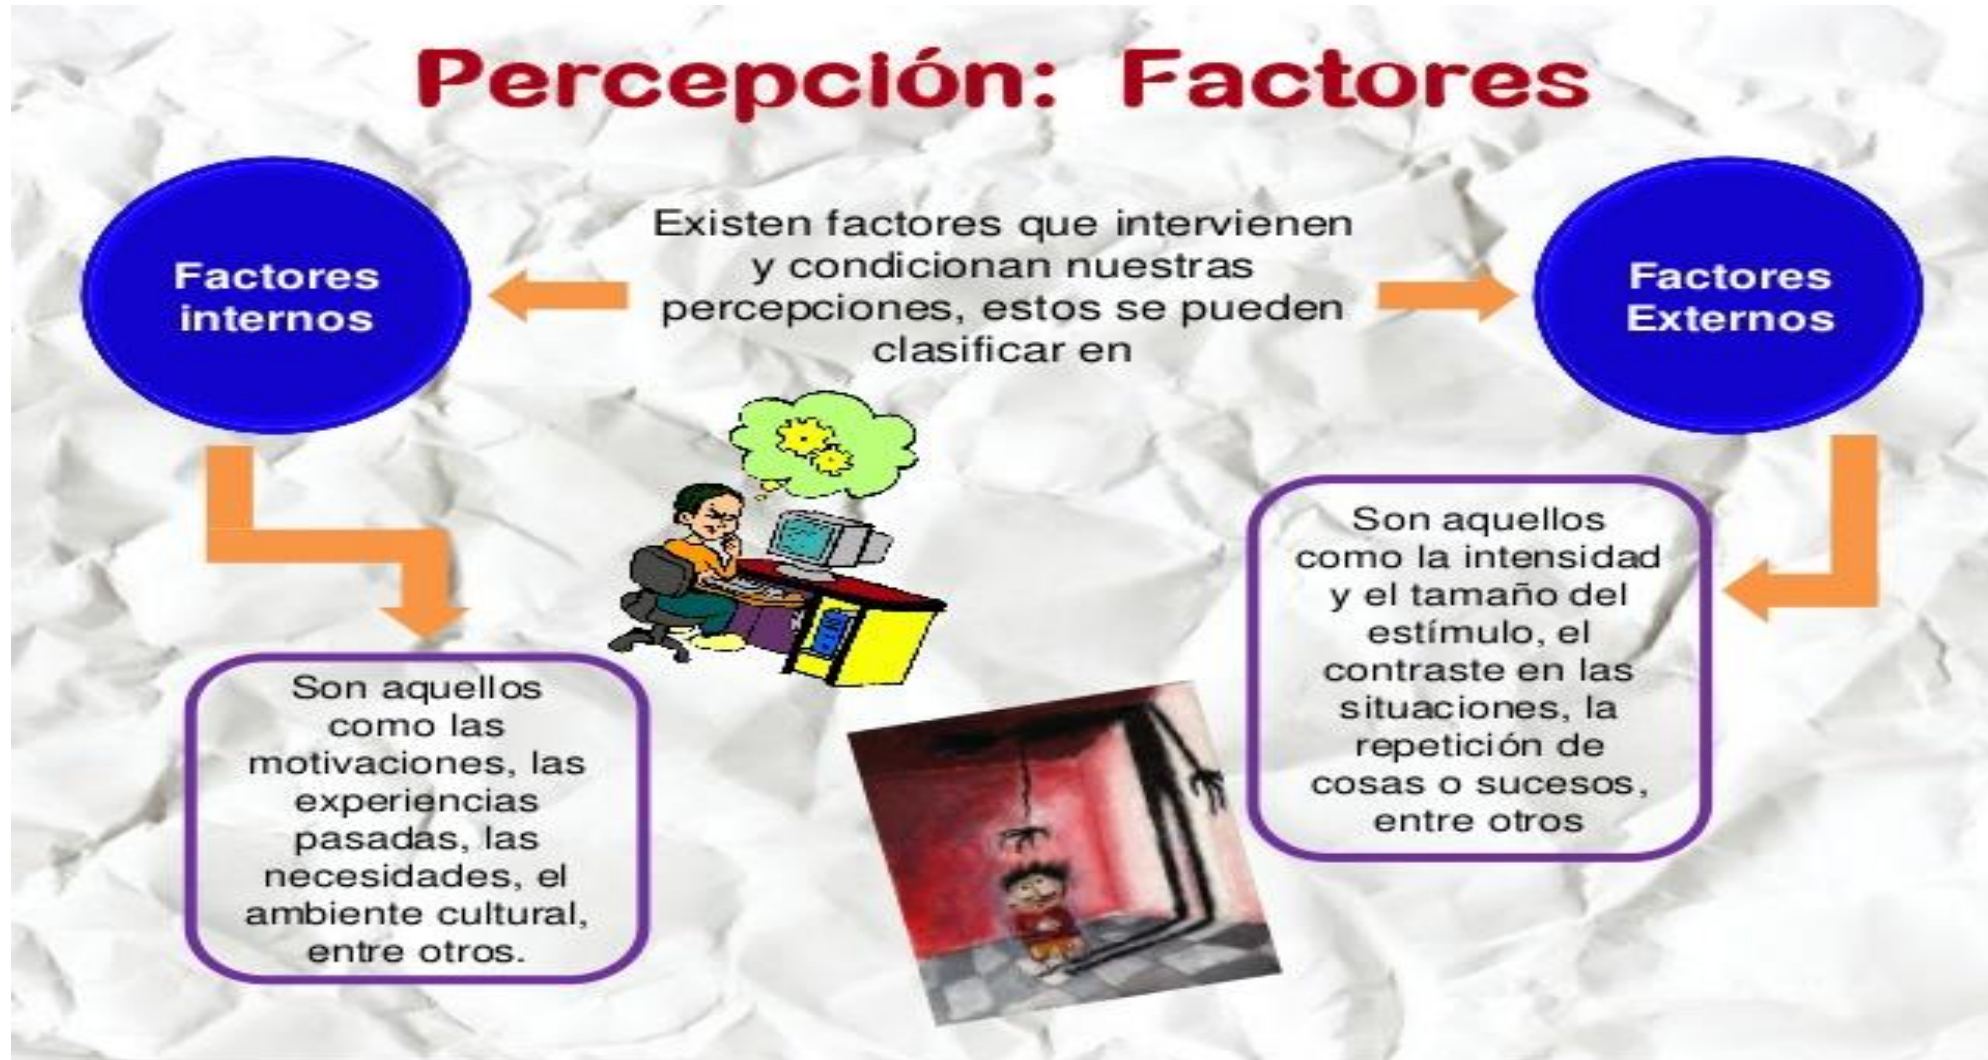 Percepción: Factores
Existen factores que intervienen
y condicionan nuestras
percepciones, estos se pueden
clasificar en
Factores
internos
Son aquellos
como las
motivaciones, las
experiencias
pasadas, las
necesidades, el
ambiente cultural,
entre otros.
Factores
Externos
Son aquellos
como la intensidad
y el tamaño del
estímulo, el
contraste en las
situaciones, la
repetición de
cosas o sucesos,
entre otros